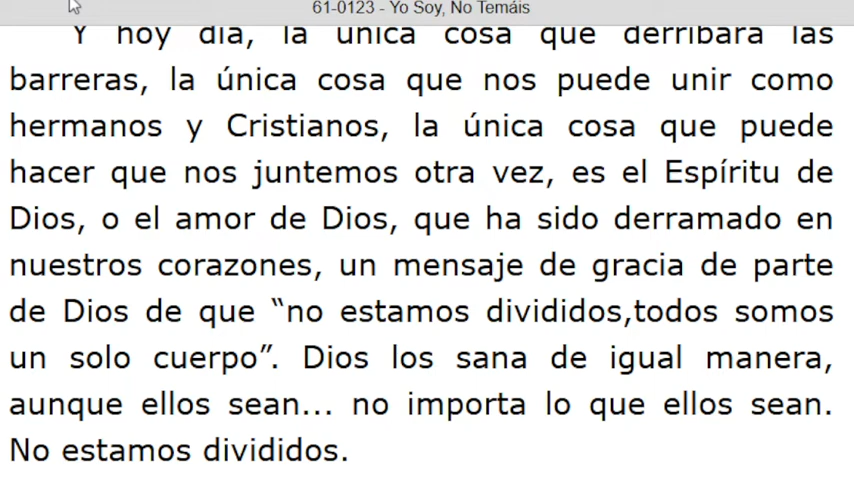 61-0123 - Yo Soy, No Temáis
Y hoy día, la única cosa que derribará las
barreras, la única cosa que nos puede unir como
hermanos y Cristianos, la única cosa que puede
hacer que nos juntemos otra vez, es el Espíritu de
Dios, o el amor de Dios, que ha sido derramado en
nuestros corazones, un mensaje de gracia de parte
de Dios de que “no estamos divididos,todos somos
un solo cuerpo”. Dios los sana de igual manera,
aunque ellos sean... no importa lo que ellos sean.
No estamos divididos.